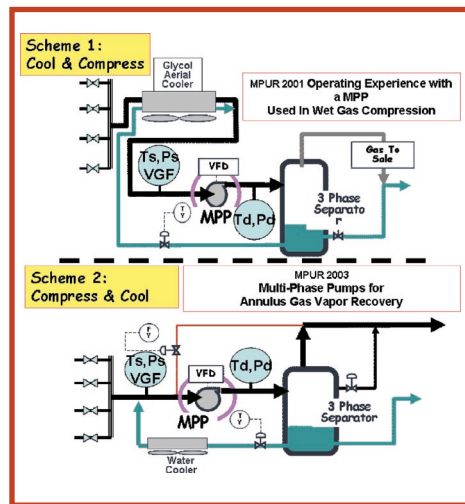 Scheme 1:
Cool & Compress
Glycol
Aerial
Cooler
MPUR 2001 Operating Experience with
a MPP
Used In Wet Gas Compression
Gas To
Sale
Ts,Ps
VGF
VFD
MPP
Td,Pd
T
V
3 Phase
Separato
r
Scheme 2:
Compress & Cool
MPUR 2003
Multi-Phase Pumps for
Annulus Gas Vapor Recovery
F
V
Ts,Ps
VGF
VFD
MPP
Td,Pd
T
V
3 Phase
Separator
Water
Cooler